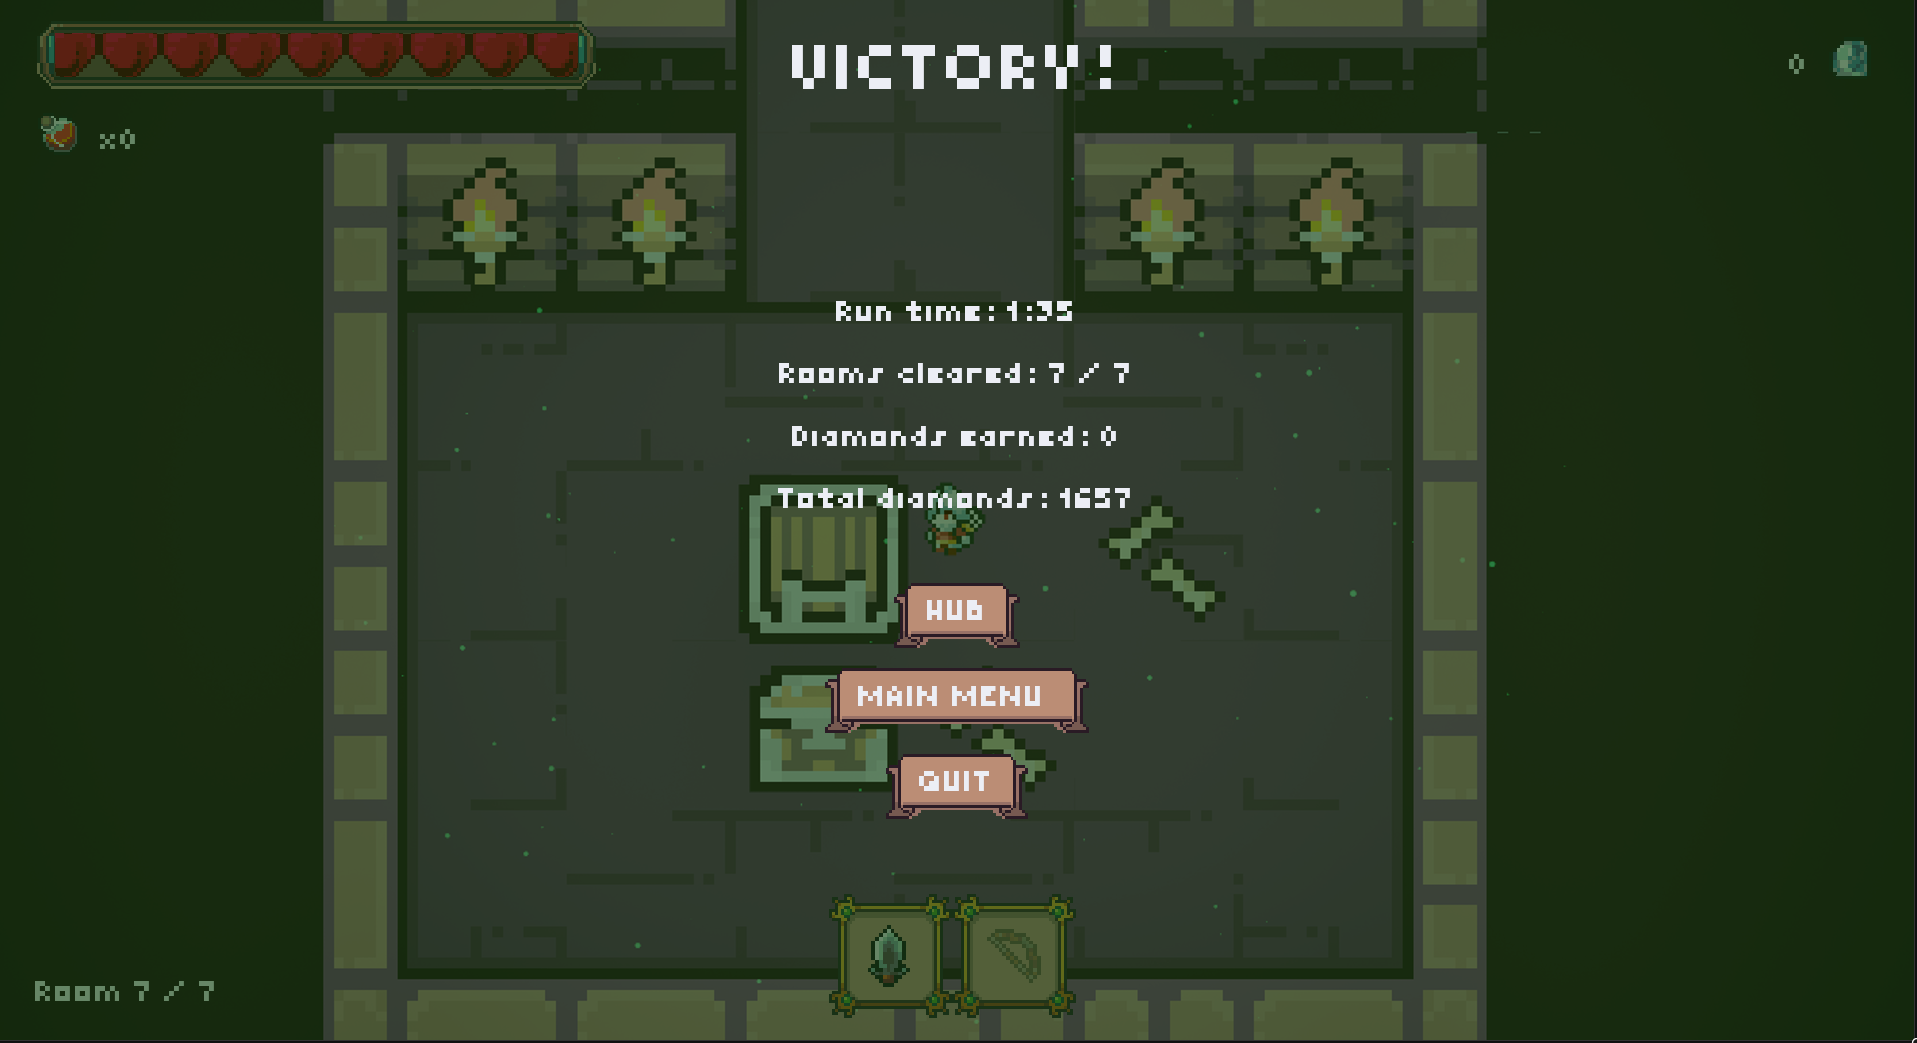 VICTORY!
0
x0
Run time: 1:35
Rooms cleared: 7 / 7
Diamonds earned: 0
Total diamonds: 1657
HUB
MAIN MENU
QUIT
Room 7 / 7